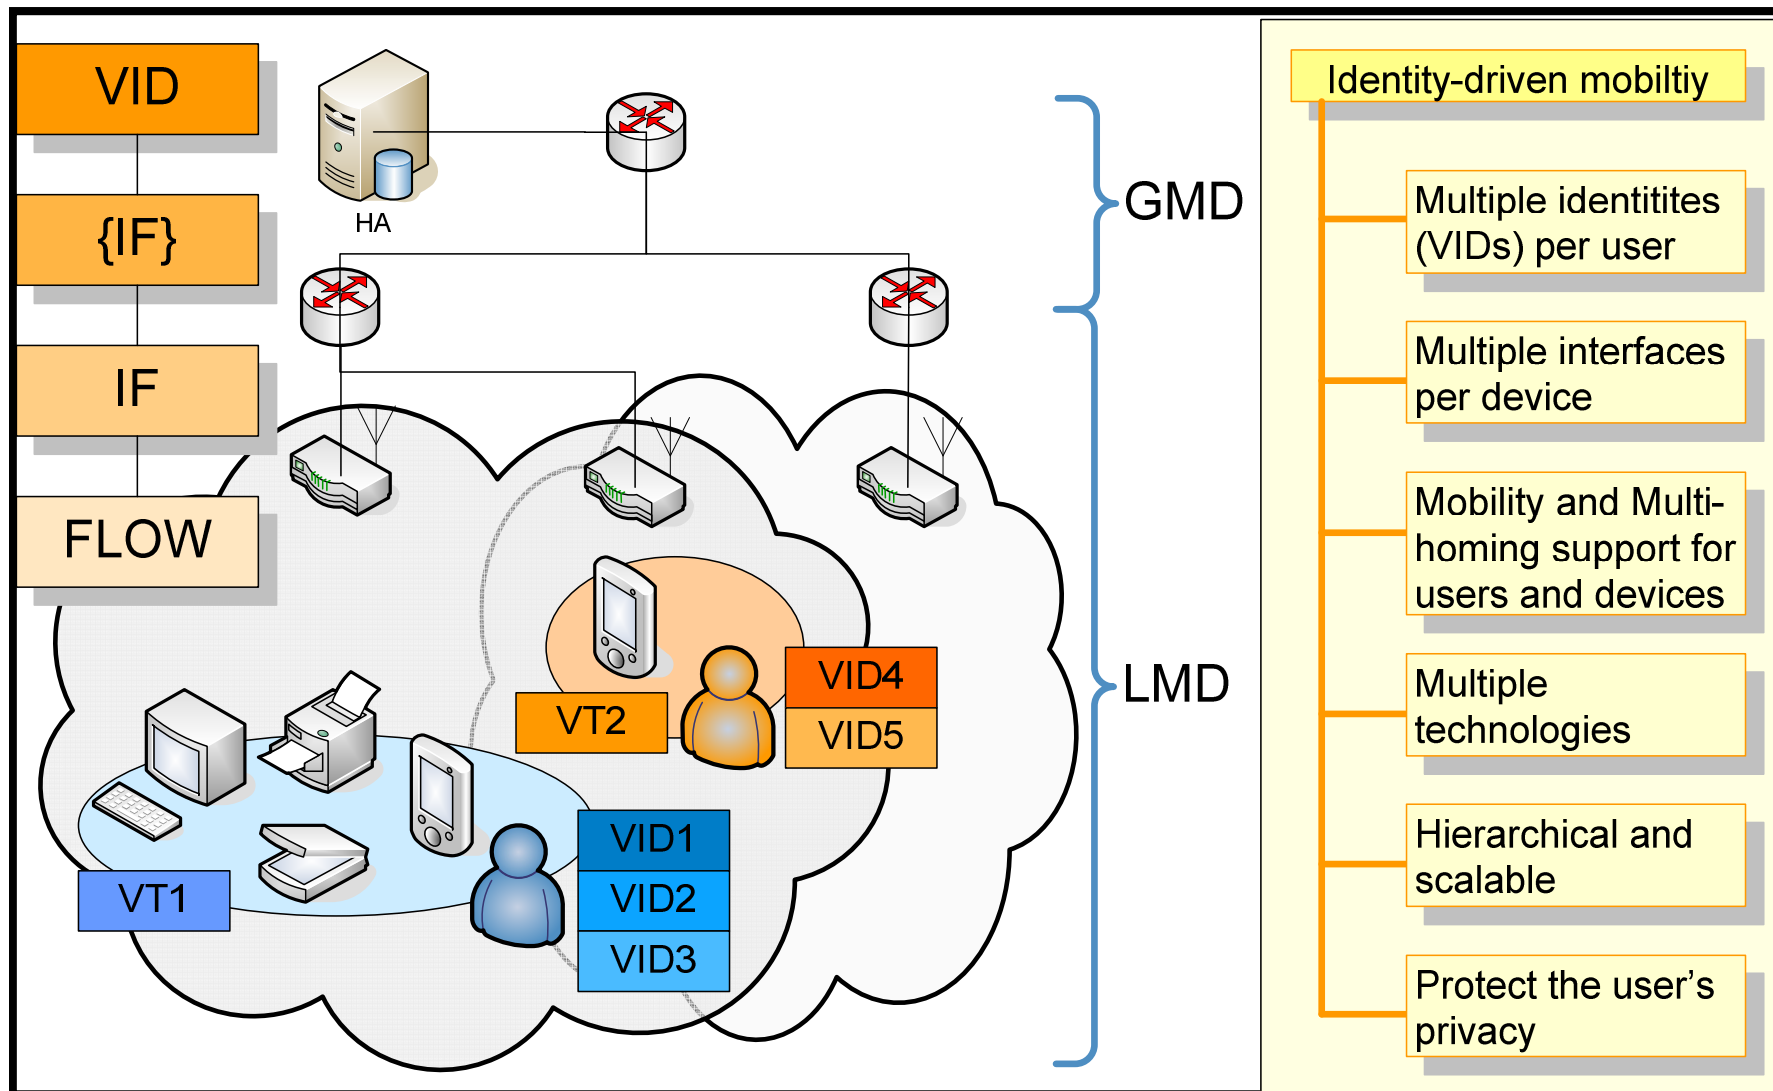 VID
{IF}
IF
FLOW
HA
GMD
LMD
VT2
VID4
VID5
VT1
VID1
VID2
VID3
Identity-driven mobiltiy
Multiple identitites
(VIDs) per user
Multiple interfaces
per device
Mobility and Multi-
homing support for
users and devices
Multiple
technologies
Hierarchical and
scalable
Protect the user’s
privacy